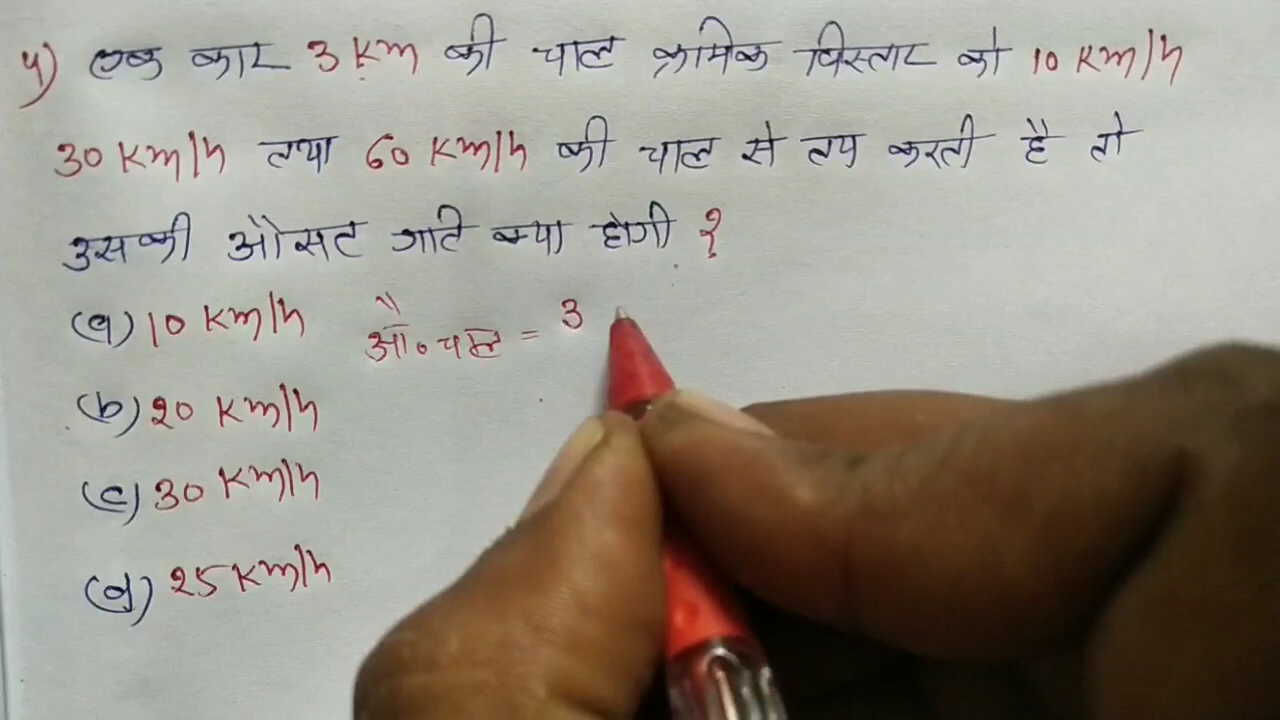 ५) एक कार 3 Km की चाल क्रमिक विस्तार को 10 Km/h
30 Km/h तथा 60 Km/h की चाल से तय करती है तो
उसकी औसत गति क्या होगी ?
(a) 10 Km/h
औ० चाल = 3
(b) 20 Km/h
(c) 30 Km/h
(d) 25 Km/h